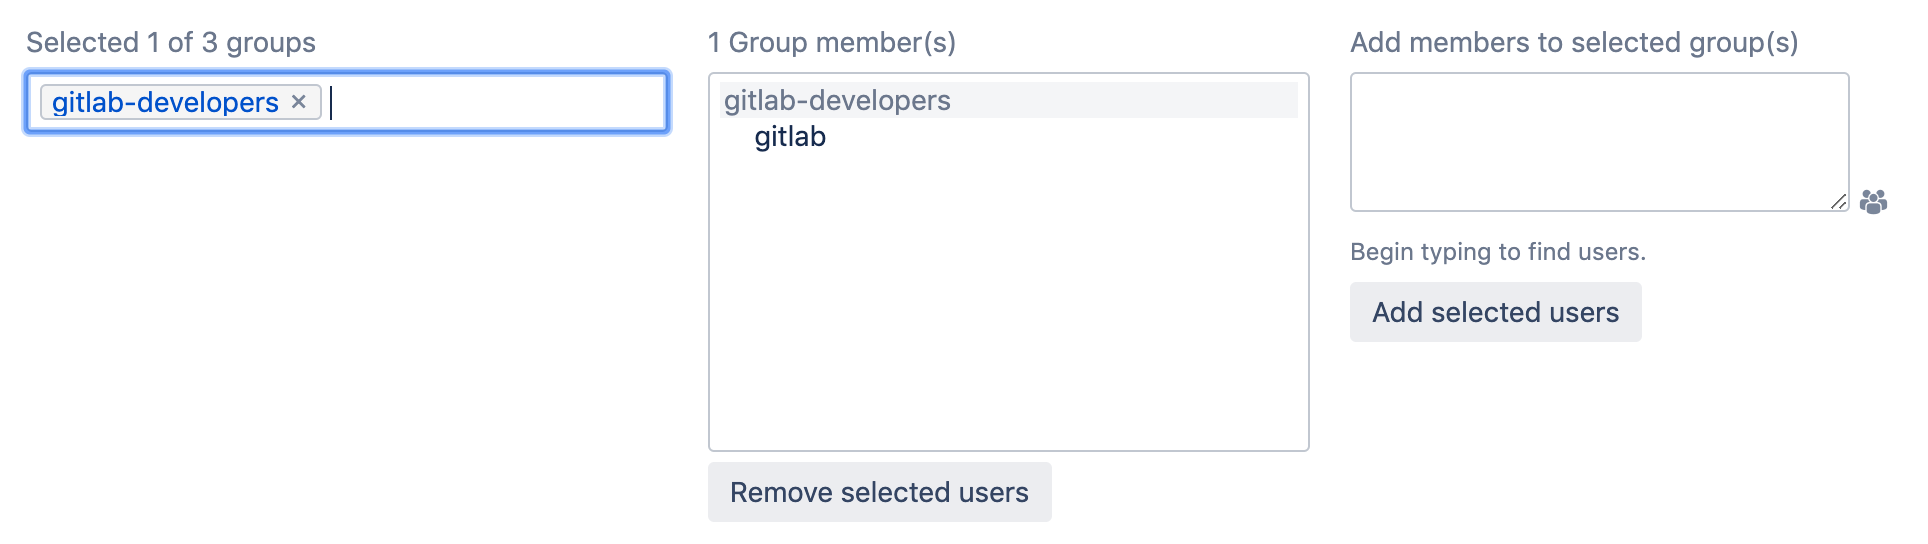 Selected 1 of 3 groups
gitlab-developers ×
1 Group member(s)
gitlab-developers
gitlab
Remove selected users
Add members to selected group(s)
Begin typing to find users.
Add selected users